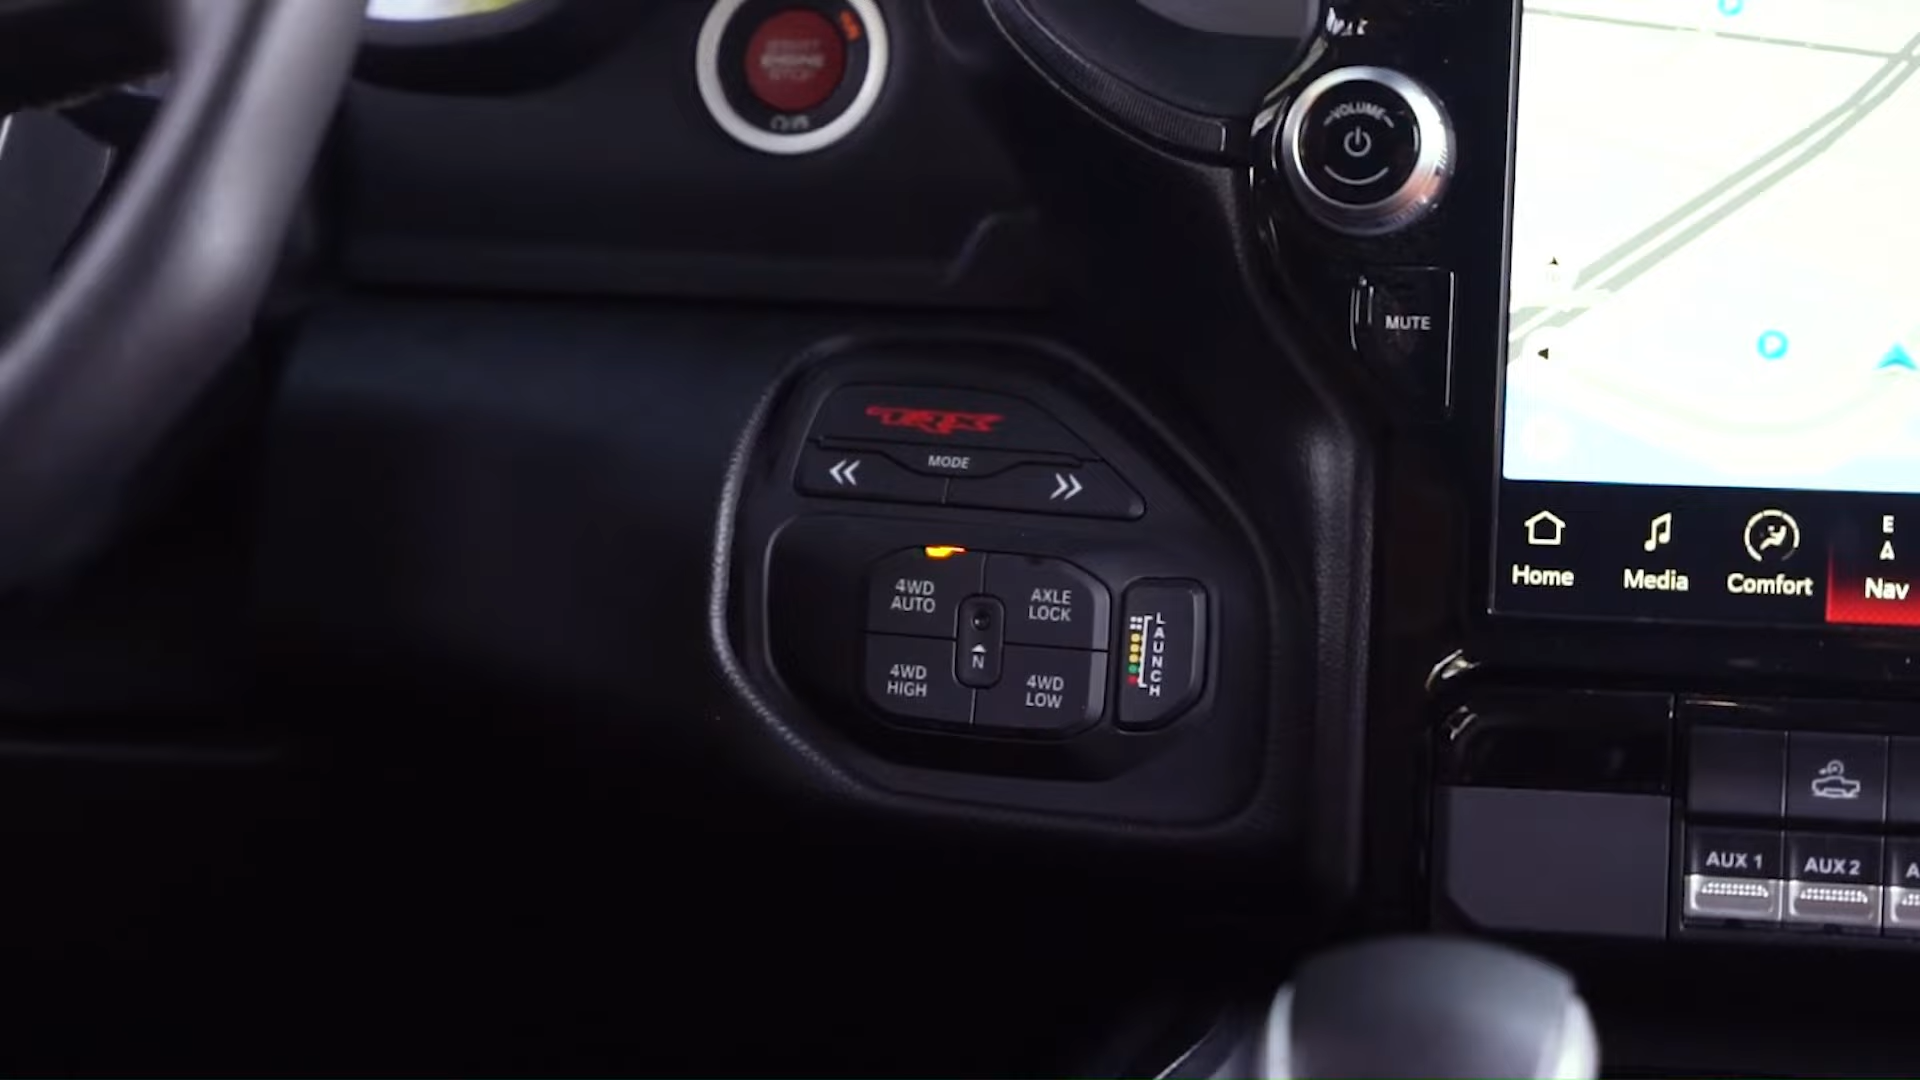 ENGINE
VOLUME
MUTE
TRX
MODE
4WD
AUTO
AXLE
LOCK
N
4WD
HIGH
4WD
LOW
LAUNCH
P
Home
Media
Comfort
Nav
E
A
AUX 1
AUX 2
A